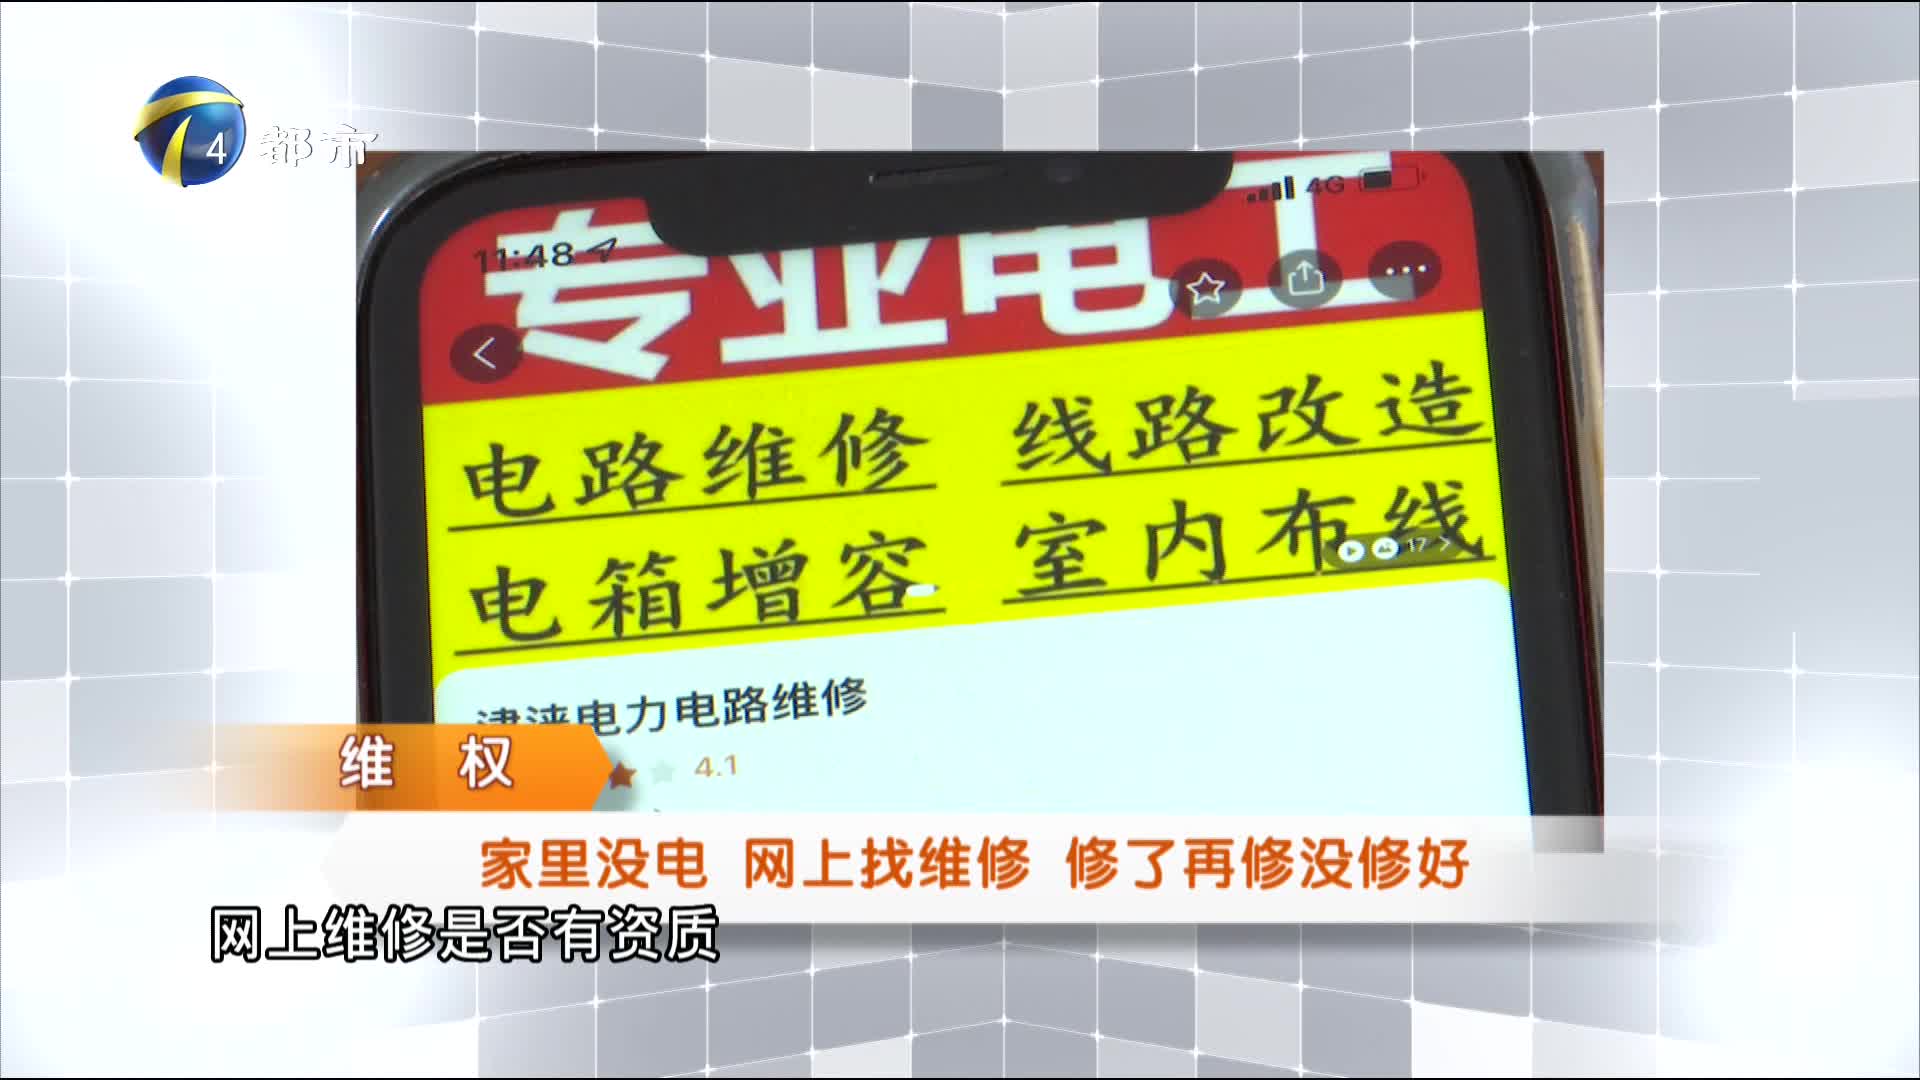 4 都市
专业电工
11:48
4G
电路维修 线路改造
电箱增容 室内布线
17
津涞电力电路维修
4.1
维 权
家里没电 网上找维修 修了再修没修好
网上维修是否有资质